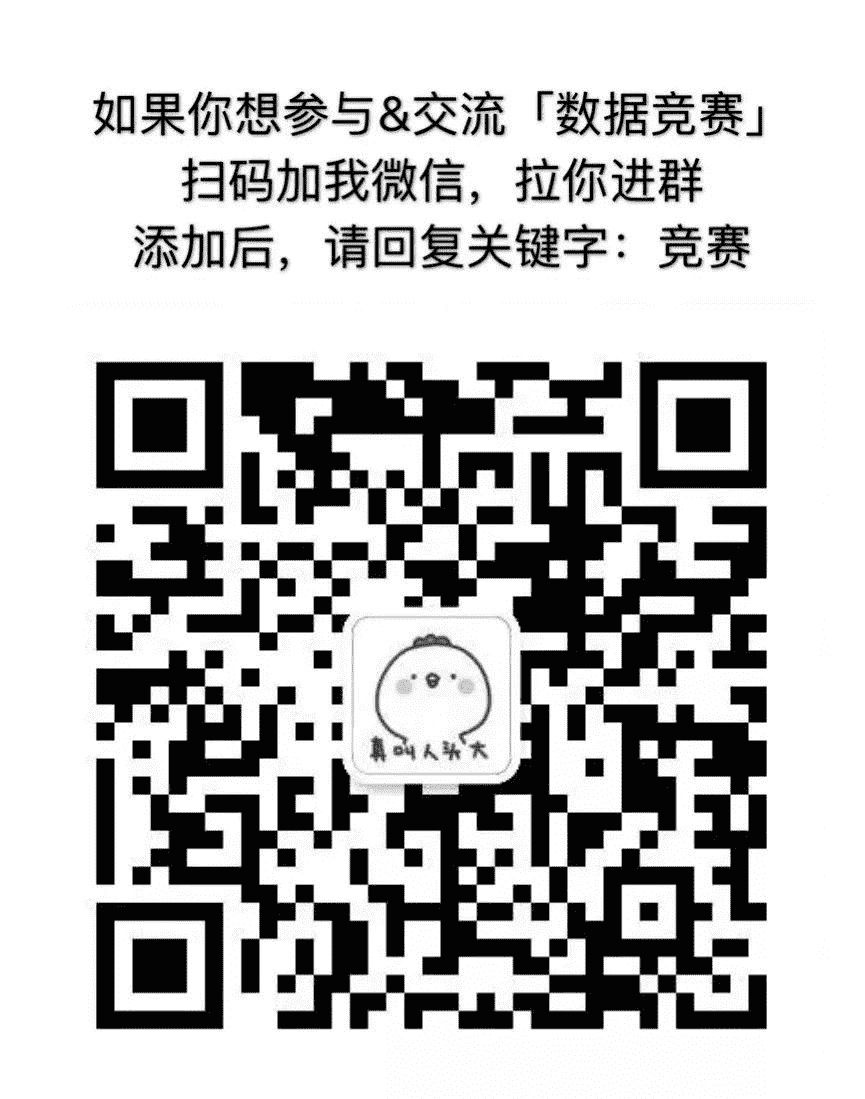 如果你想参与&交流「数据竞赛」
扫码加我微信，拉你进群
添加后，请回复关键字：竞赛
真叫人头大